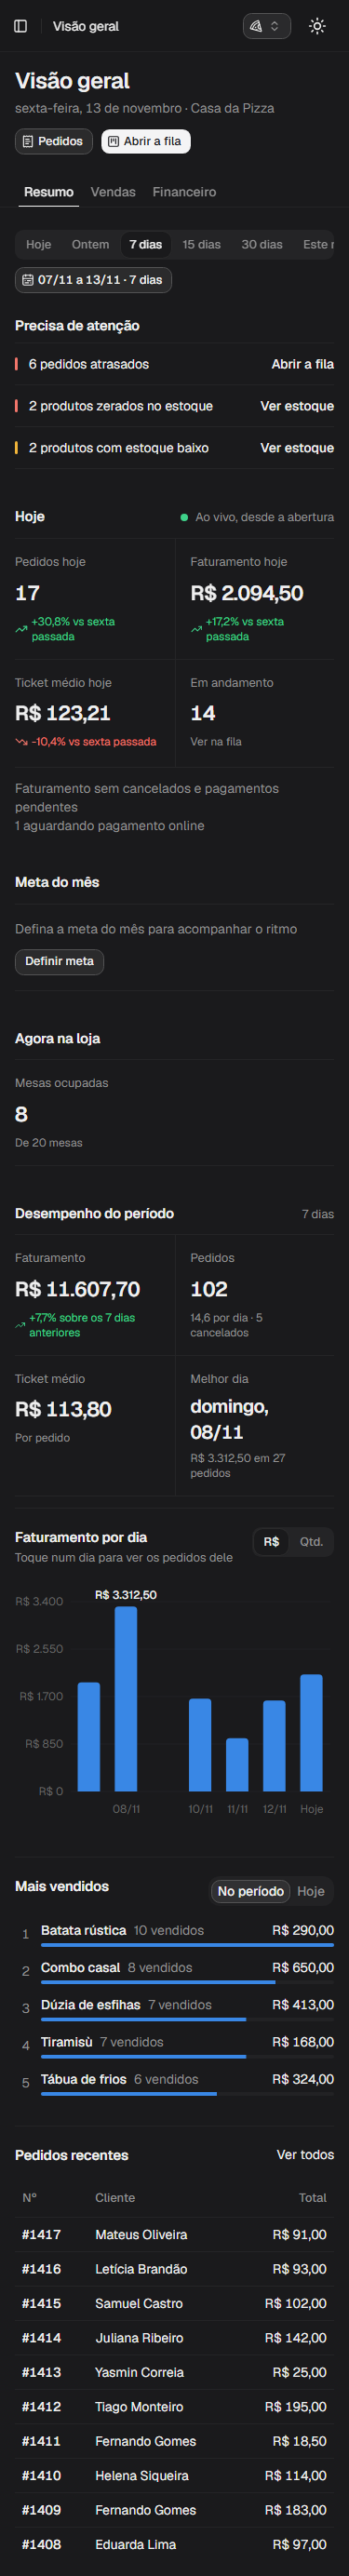 Visão geral
Visão geral
sexta-feira, 13 de novembro · Casa da Pizza
Pedidos
Abrir a fila
Resumo Vendas Financeiro
Hoje Ontem 7 dias 15 dias 30 dias Este
07/11 a 13/11 · 7 dias
Precisa de atenção
6 pedidos atrasados Abrir a fila
2 produtos zerados no estoque Ver estoque
2 produtos com estoque baixo Ver estoque
Hoje Ao vivo, desde a abertura
Pedidos hoje
17
+30,8% vs sexta
passada
Faturamento hoje
R$ 2.094,50
+17,2% vs sexta
passada
Ticket médio hoje
R$ 123,21
-10,4% vs sexta passada
Em andamento
14
Ver na fila
Faturamento sem cancelados e pagamentos
pendentes
1 aguardando pagamento online
Meta do mês
Defina a meta do mês para acompanhar o ritmo
Definir meta
Agora na loja
Mesas ocupadas
8
De 20 mesas
Desempenho do período 7 dias
Faturamento
R$ 11.607,70
+7,7% sobre os 7 dias
anteriores
Pedidos
102
14,6 por dia · 5
cancelados
Ticket médio
R$ 113,80
Por pedido
Melhor dia
domingo,
08/11
R$ 3.312,50 em 27
pedidos
Faturamento por dia
Toque num dia para ver os pedidos dele
R$ Qtd.
R$ 3.312,50
R$ 3.400
R$ 2.550
R$ 1.700
R$ 850
R$ 0
08/11 10/11 11/11 12/11 Hoje
Mais vendidos No período Hoje
1 Batata rústica 10 vendidos R$ 290,00
2 Combo casal 8 vendidos R$ 650,00
3 Dúzia de esfihas 7 vendidos R$ 413,00
4 Tiramisù 7 vendidos R$ 168,00
5 Tábua de frios 6 vendidos R$ 324,00
Pedidos recentes Ver todos
Nº Cliente Total
#1417 Mateus Oliveira R$ 91,00
#1416 Letícia Brandão R$ 93,00
#1415 Samuel Castro R$ 102,00
#1414 Juliana Ribeiro R$ 142,00
#1413 Yasmin Correia R$ 25,00
#1412 Tiago Monteiro R$ 195,00
#1411 Fernando Gomes R$ 18,50
#1410 Helena Siqueira R$ 114,00
#1409 Fernando Gomes R$ 183,00
#1408 Eduarda Lima R$ 97,00